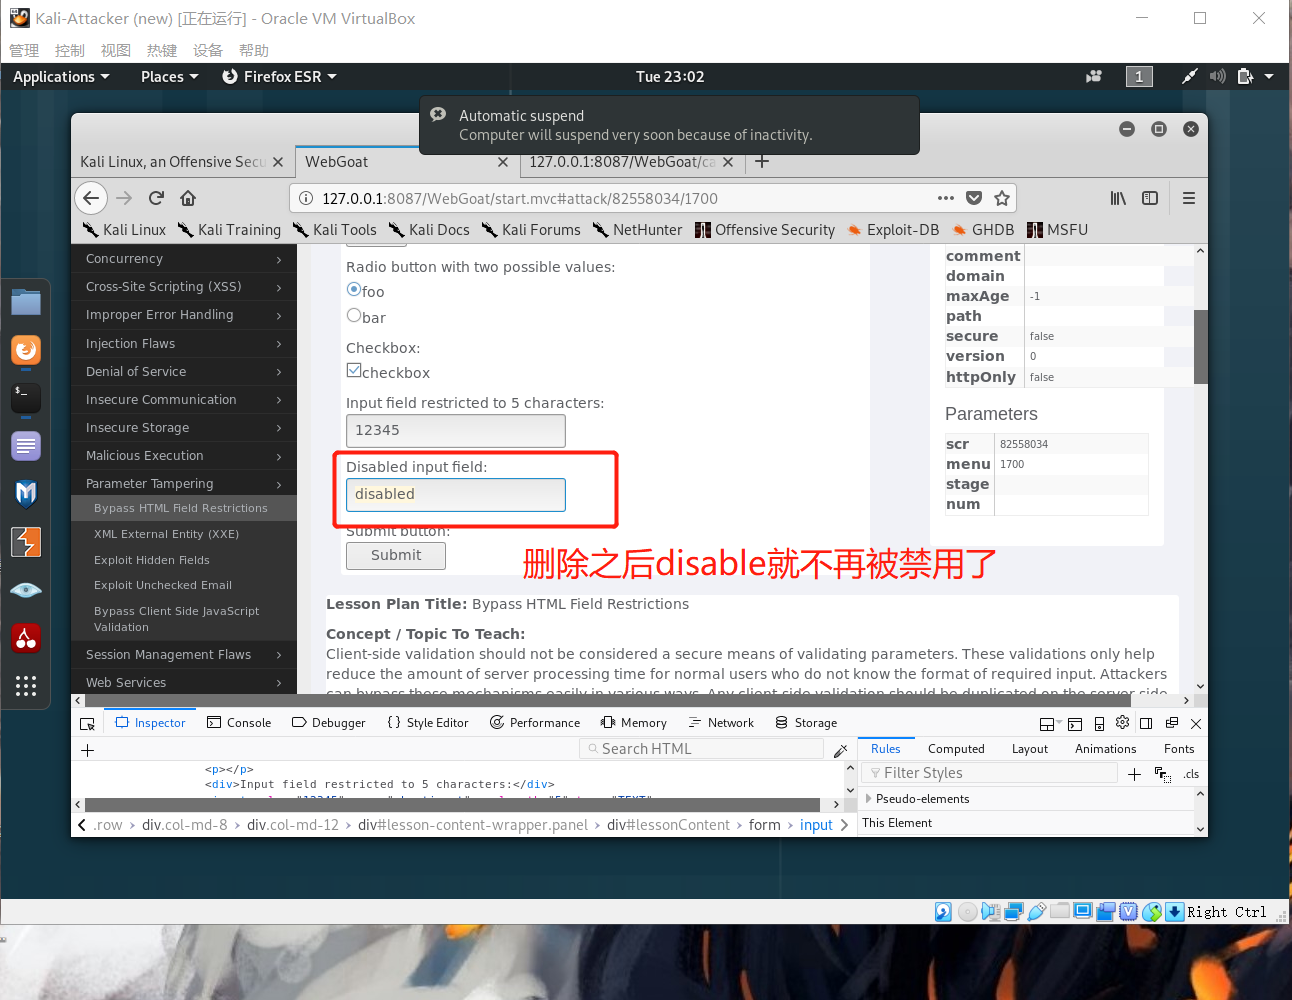 Kali-Attacker (new) [正在运行] - Oracle VM VirtualBox
管理 控制 视图 热键 设备 帮助
Applications Places Firefox ESR Tue 23:02 1
Automatic suspend
Computer will suspend very soon because of inactivity.
Kali Linux, an Offensive Secu WebGoat 127.0.0.1:8087/WebGoat/ca
127.0.0.1:8087/WebGoat/start.mvc#attack/82558034/1700
Kali Linux Kali Training Kali Tools Kali Docs Kali Forums NetHunter Offensive Security Exploit-DB GHDB MSFU
Concurrency
Cross-Site Scripting (XSS)
Improper Error Handling
Injection Flaws
Denial of Service
Insecure Communication
Insecure Storage
Malicious Execution
Parameter Tampering
Bypass HTML Field Restrictions
XML External Entity (XXE)
Exploit Hidden Fields
Exploit Unchecked Email
Bypass Client Side JavaScript
Validation
Session Management Flaws
Web Services
Radio button with two possible values:
foo
bar
Checkbox:
checkbox
Input field restricted to 5 characters:
12345
Disabled input field:
disabled
Submit button:
Submit
删除之后disable就不再被禁用了
comment
domain
maxAge -1
path
secure false
version 0
httpOnly false
Parameters
scr 82558034
menu 1700
stage
num
Lesson Plan Title: Bypass HTML Field Restrictions
Concept / Topic To Teach:
Client-side validation should not be considered a secure means of validating parameters. These validations only help
reduce the amount of server processing time for normal users who do not know the format of required input. Attackers
can bypass these mechanisms easily in various ways. Any client-side validation should be duplicated on the server side.
Inspector Console Debugger Style Editor Performance Memory Network Storage
Search HTML
<p></p>
<div>Input field restricted to 5 characters:</div>
.row › div.col-md-8 › div.col-md-12 › div#lesson-content-wrapper.panel › div#lessonContent › form › input
Rules Computed Layout Animations Fonts
Filter Styles .cls
Pseudo-elements
This Element
Right Ctrl